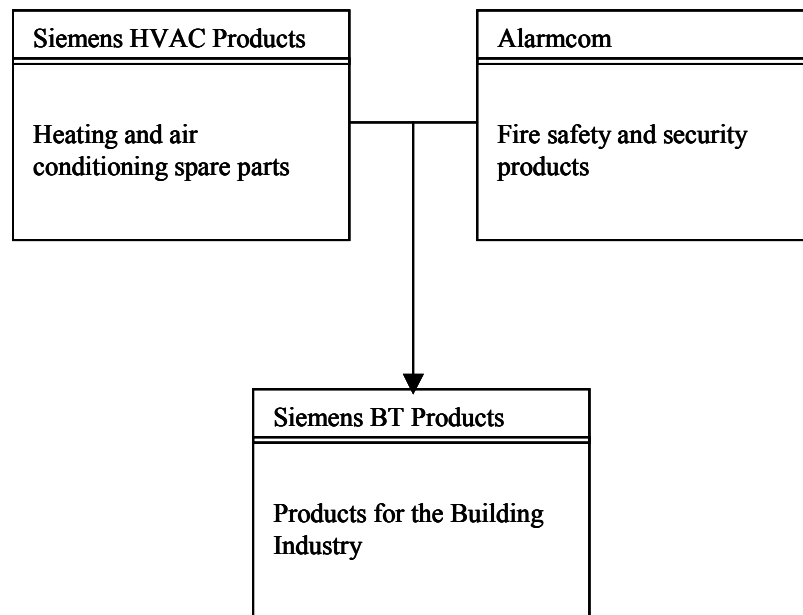 Siemens HVAC Products
Heating and air
conditioning spare parts
Alarmcom
Fire safety and security
products
Siemens BT Products
Products for the Building
Industry